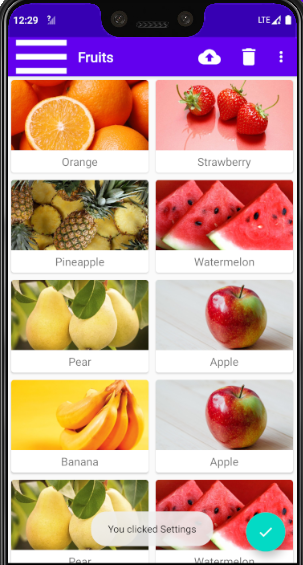 12:29 LTE
Fruits
Orange Strawberry
Pineapple Watermelon
Pear Apple
Banana Apple
You clicked Settings
Pear Watermelon